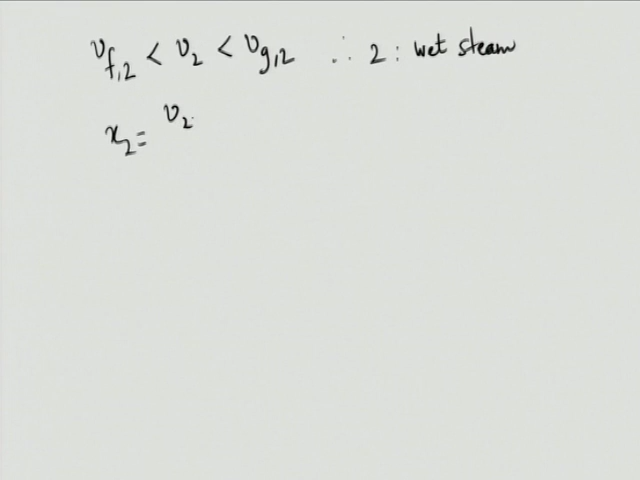 v_{f,2} < v_2 < v_{g,2} ∴ 2 : wet steam
x_2 = v_2